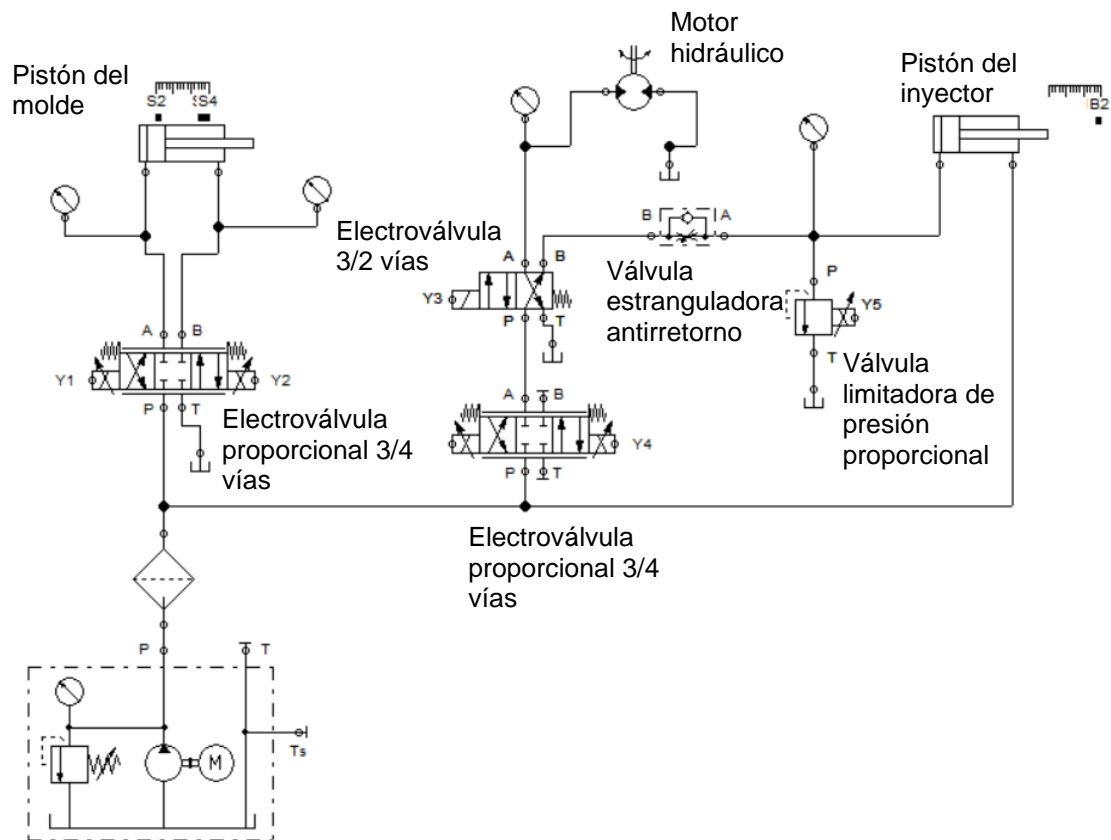 Motor
hidráulico
Pistón del
molde
Pistón del
inyector
S2
S4
B2
Electroválvula
3/2 vías
B
A
A
B
Válvula
estranguladora
antirretorno
P
Y3
Y5
P
T
T
Válvula
limitadora de
presión
proporcional
A
B
Y1
Y2
P
T
Electroválvula
proporcional 3/4
vías
A
B
Y4
P
T
Electroválvula
proporcional 3/4
vías
P
T
Ts
M